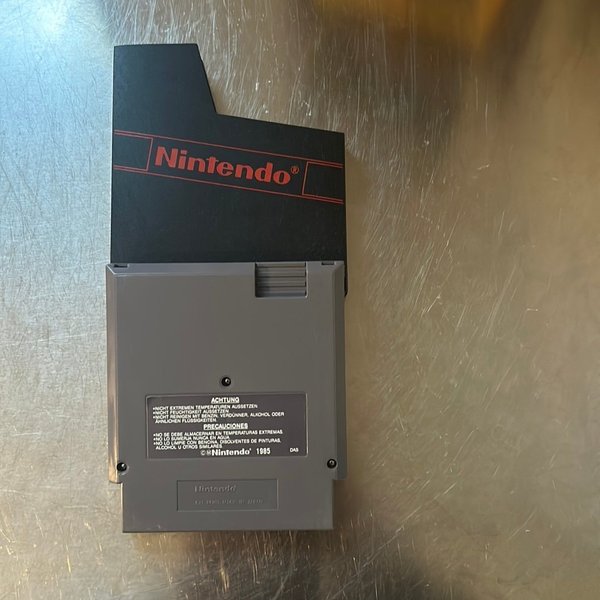 Nintendo®
ACHTUNG
•NICHT EXTREMEN TEMPERATUREN AUSSETZEN.
•NICHT FEUCHTIGKEIT AUSSETZEN.
•NICHT REINIGEN MIT BENZIN, VERDÜNNER, ALKOHOL ODER
ÄHNLICHEN FLÜSSIGKEITEN.
PRECAUCIONES
•NO SE DEBE ALMACERNAR EN TEMPERATURAS EXTREMAS.
•NO LO SUMERJA NUNCA EN AGUA.
•NO LO LIMPIE CON BENCINA, DISOLVENTES DE PINTURAS,
ALCOHOL U OTROS SIMILARES.
Nintendo® 1985 DAS
Nintendo®